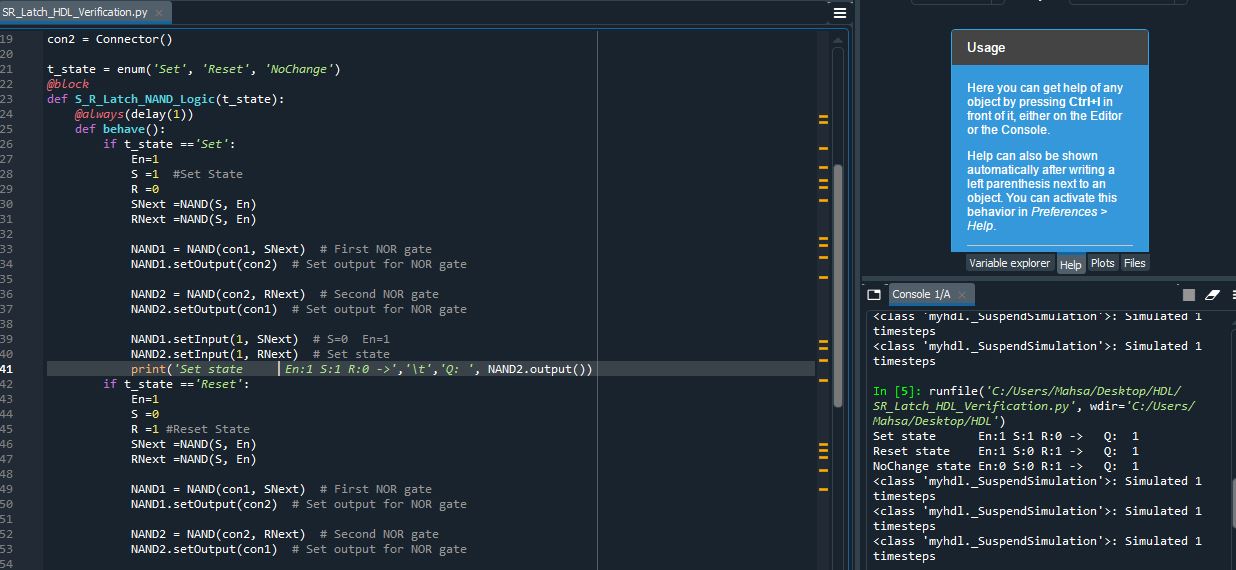 SR_Latch_HDL_Verification.py
19 con2 = Connector()
20
21 t_state = enum('Set', 'Reset', 'NoChange')
22 @block
23 def S_R_Latch_NAND_Logic(t_state):
24 @always(delay(1))
25 def behave():
26 if t_state =='Set':
27 En=1
28 S =1 #Set State
29 R =0
30 SNext =NAND(S, En)
31 RNext =NAND(S, En)
32
33 NAND1 = NAND(con1, SNext) # First NOR gate
34 NAND1.setOutput(con2) # Set output for NOR gate
35
36 NAND2 = NAND(con2, RNext) # Second NOR gate
37 NAND2.setOutput(con1) # Set output for NOR gate
38
39 NAND1.setInput(1, SNext) # S=0 En=1
40 NAND2.setInput(1, RNext) # Set state
41 print('Set state En:1 S:1 R:0 ->','\t','Q: ', NAND2.output())
42 if t_state =='Reset':
43 En=1
44 S =0
45 R =1 #Reset State
46 SNext =NAND(S, En)
47 RNext =NAND(S, En)
48
49 NAND1 = NAND(con1, SNext) # First NOR gate
50 NAND1.setOutput(con2) # Set output for NOR gate
51
52 NAND2 = NAND(con2, RNext) # Second NOR gate
53 NAND2.setOutput(con1) # Set output for NOR gate
54
Usage
Here you can get help of any
object by pressing Ctrl+I in
front of it, either on the Editor
or the Console.
Help can also be shown
automatically after writing a
left parenthesis next to an
object. You can activate this
behavior in Preferences >
Help.
Variable explorer Help Plots Files
Console 1/A
<class 'myhdl._SuspendSimulation'>: Simulated 1
timesteps
<class 'myhdl._SuspendSimulation'>: Simulated 1
timesteps
In [5]: runfile('C:/Users/Mahsa/Desktop/HDL/
SR_Latch_HDL_Verification.py', wdir='C:/Users/
Mahsa/Desktop/HDL')
Set state En:1 S:1 R:0 -> Q: 1
Reset state En:1 S:0 R:1 -> Q: 1
NoChange state En:0 S:0 R:1 -> Q: 1
<class 'myhdl._SuspendSimulation'>: Simulated 1
timesteps
<class 'myhdl._SuspendSimulation'>: Simulated 1
timesteps
<class 'myhdl._SuspendSimulation'>: Simulated 1
timesteps